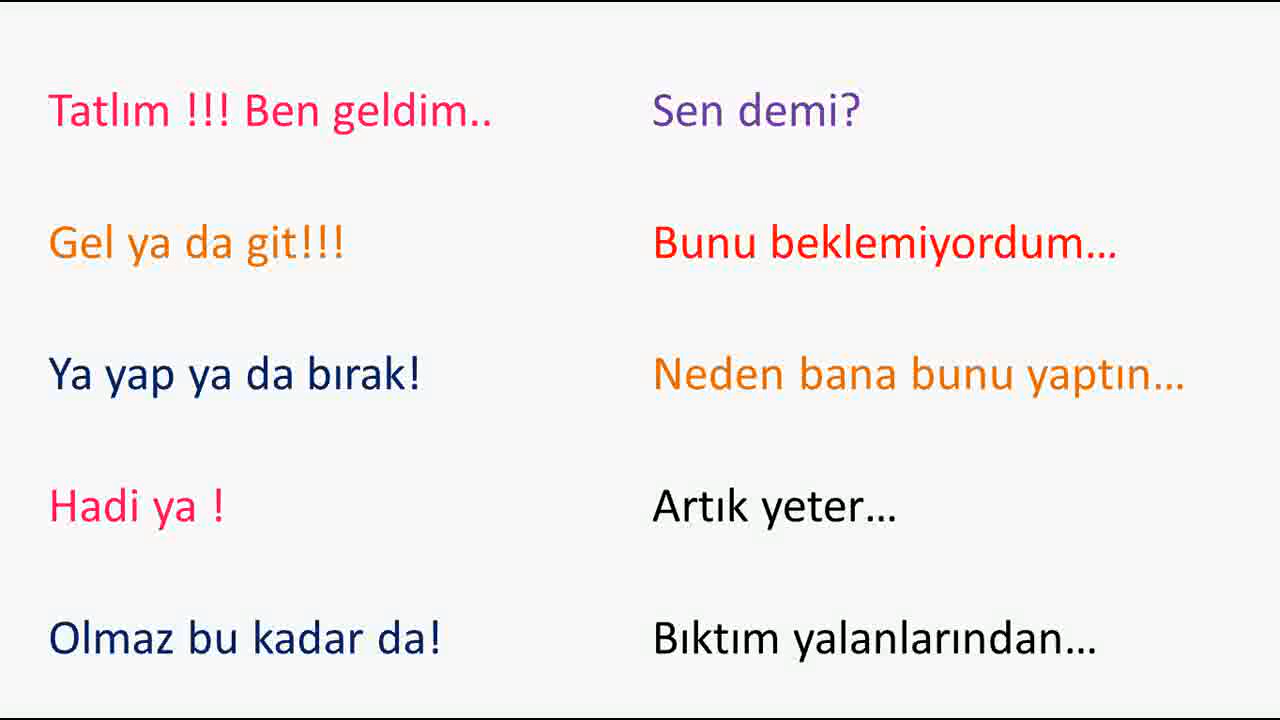 Tatlım !!! Ben geldim..
Sen demi?
Gel ya da git!!!
Bunu beklemiyordum...
Ya yap ya da bırak!
Neden bana bunu yaptın...
Hadi ya !
Artık yeter...
Olmaz bu kadar da!
Bıktım yalanlarından...